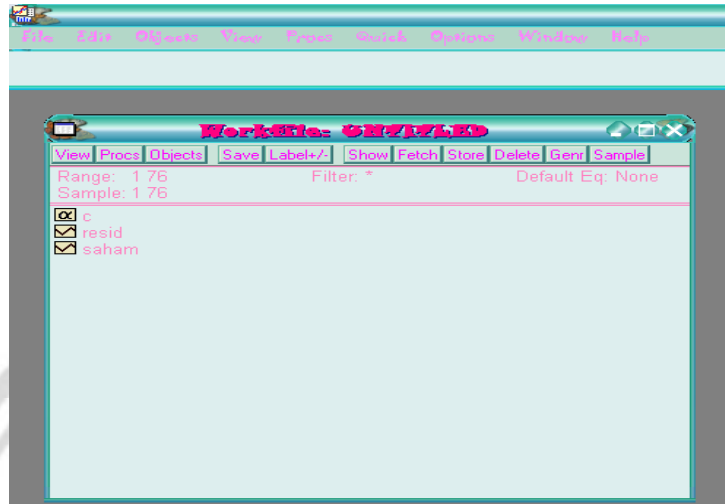 File Edit Objects View Procs Quick Options Window Help
Workfile: UNTITLED
View Procs Objects Save Label+/- Show Fetch Store Delete Genr Sample
Range: 1 76 Filter: * Default Eq: None
Sample: 1 76
α c
resid
saham